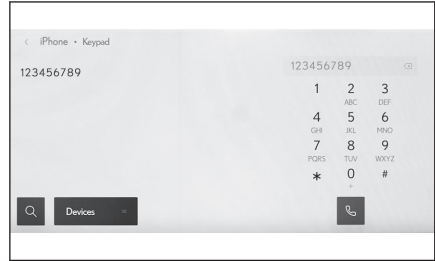 < iPhone • Keypad
123456789
123456789
1 2 3
ABC DEF
4 5 6
GHI JKL MNO
7 8 9
PQRS TUV WXYZ
* 0 #
+
Devices